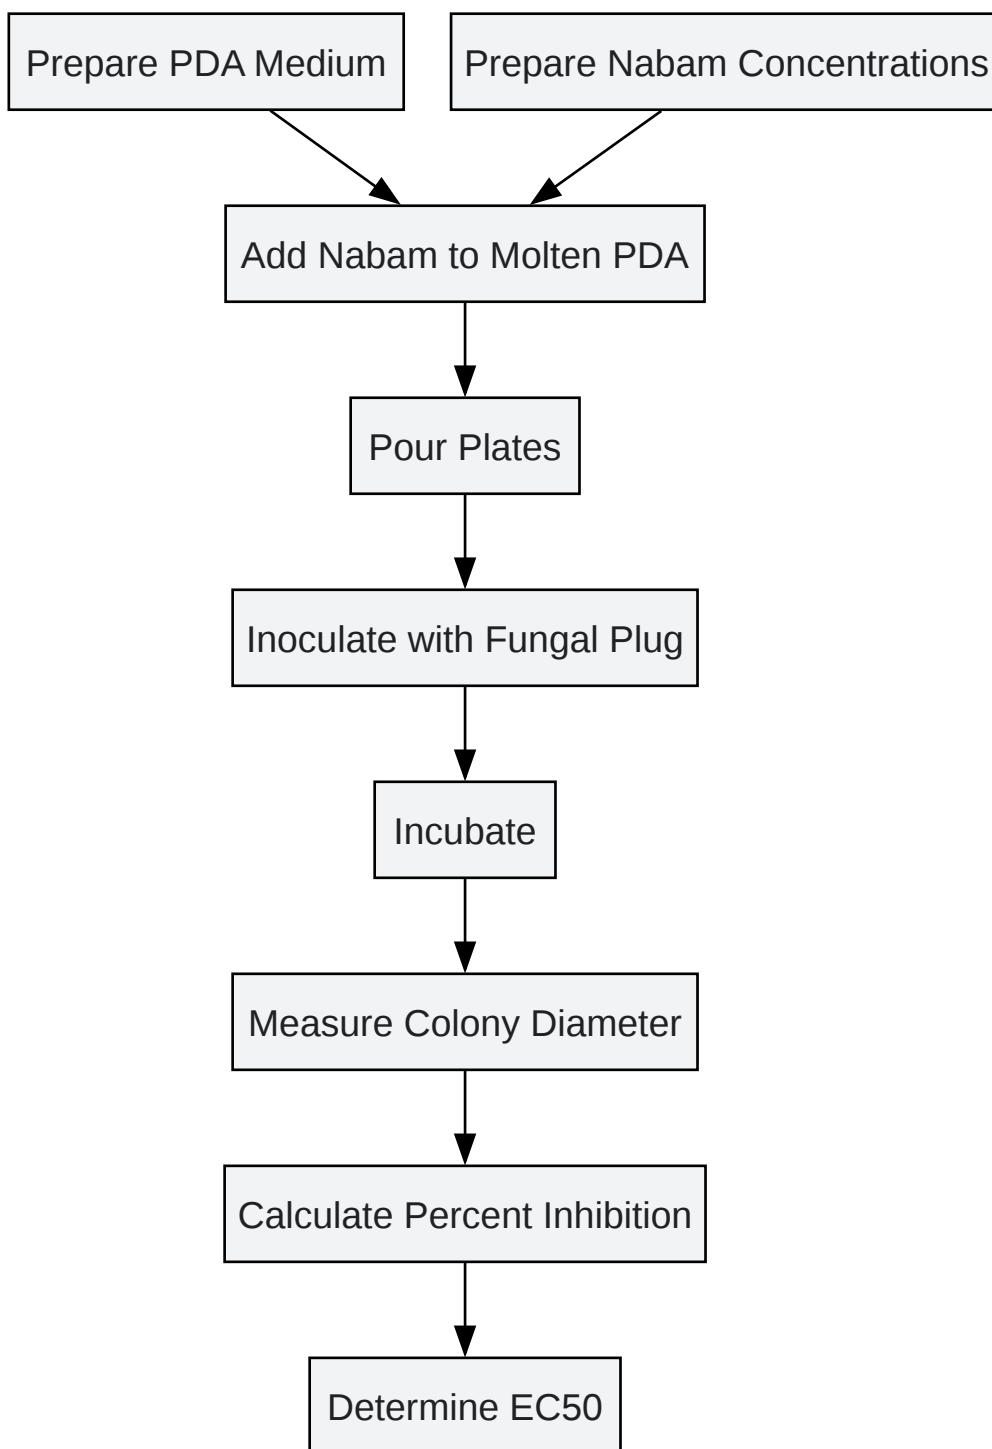 Prepare PDA Medium
Prepare Nabam Concentrations
Add Nabam to Molten PDA
Pour Plates
Inoculate with Fungal Plug
Incubate
Measure Colony Diameter
Calculate Percent Inhibition
Determine EC50